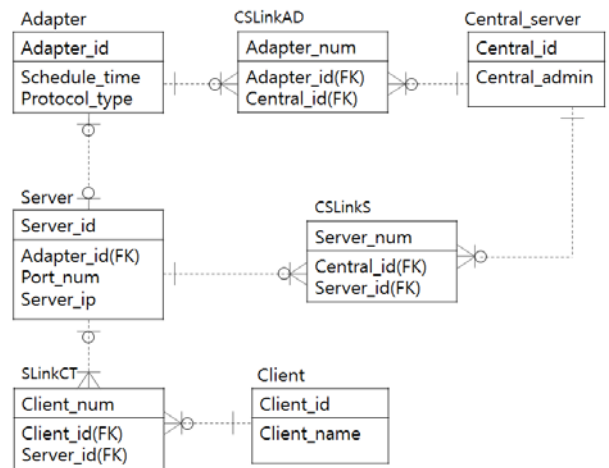 Adapter
Adapter_id
Schedule_time
Protocol_type
CSLinkAD
Adapter_num
Adapter_id(FK)
Central_id(FK)
Central_server
Central_id
Central_admin
Server
Server_id
Adapter_id(FK)
Port_num
Server_ip
CSLinkS
Server_num
Central_id(FK)
Server_id(FK)
SLinkCT
Client_num
Client_id(FK)
Server_id(FK)
Client
Client_id
Client_name